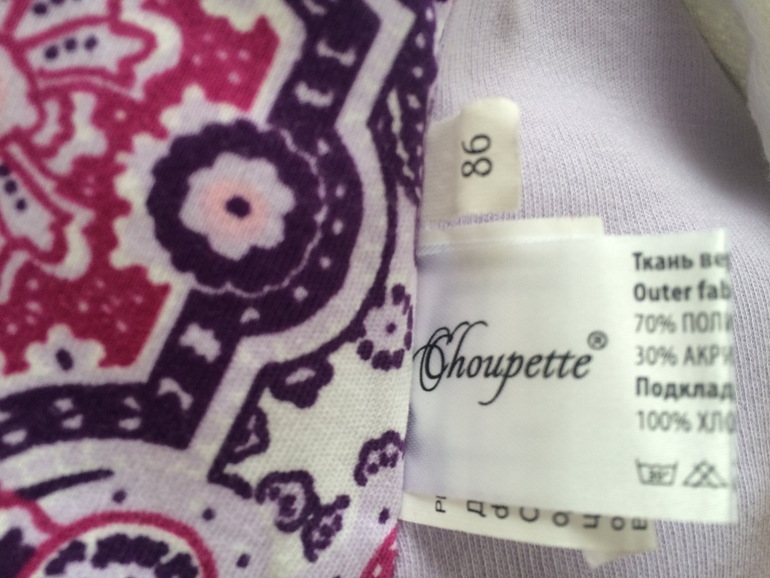 86
Choupette®
Ткань ве
Outer fab
70% ПОЛИ
30% АКРИ
Подклад
100% ХЛО